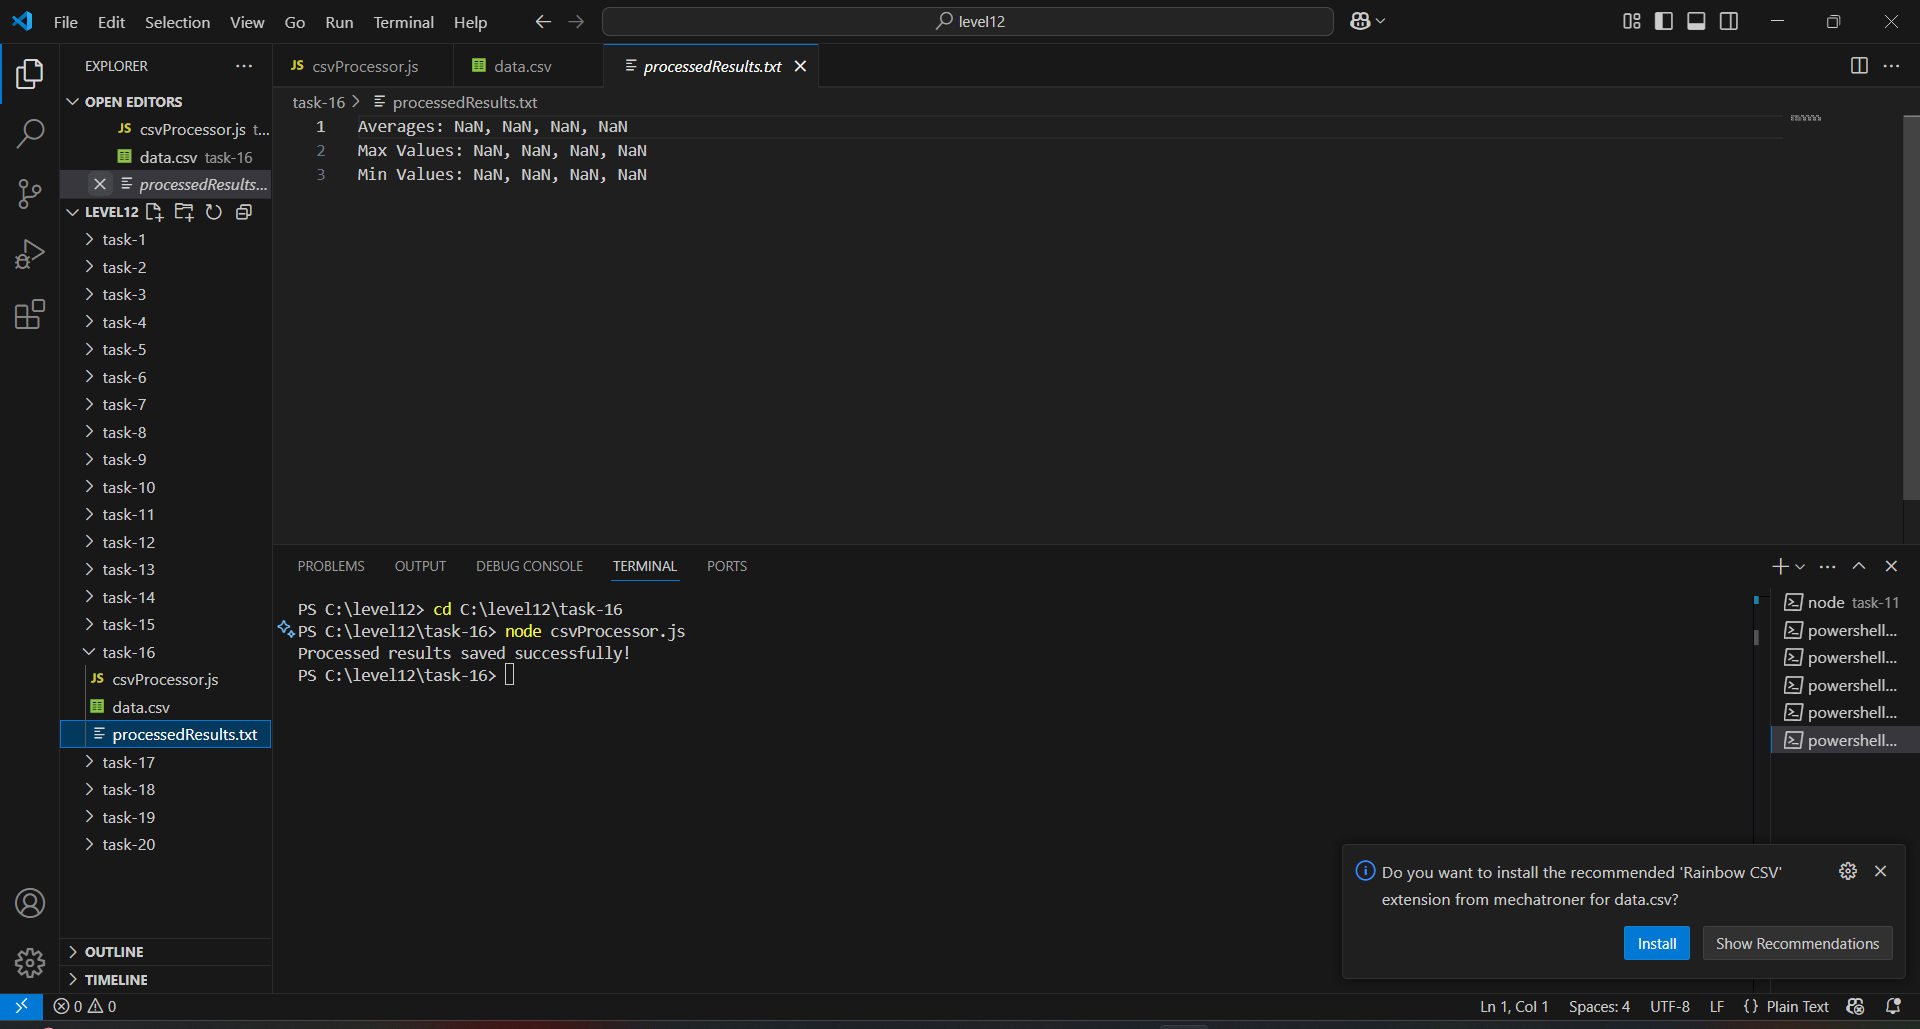 File Edit Selection View Go Run Terminal Help
level12
EXPLORER
OPEN EDITORS
JS csvProcessor.js t...
data.csv task-16
processedResults...
LEVEL12
task-1
task-2
task-3
task-4
task-5
task-6
task-7
task-8
task-9
task-10
task-11
task-12
task-13
task-14
task-15
task-16
JS csvProcessor.js
data.csv
processedResults.txt
task-17
task-18
task-19
task-20
OUTLINE
TIMELINE
JS csvProcessor.js data.csv processedResults.txt
task-16 > processedResults.txt
1 Averages: NaN, NaN, NaN, NaN
2 Max Values: NaN, NaN, NaN, NaN
3 Min Values: NaN, NaN, NaN, NaN
PROBLEMS OUTPUT DEBUG CONSOLE TERMINAL PORTS
PS C:\level12> cd C:\level12\task-16
PS C:\level12\task-16> node csvProcessor.js
Processed results saved successfully!
PS C:\level12\task-16>
node task-11
powershell...
powershell...
powershell...
powershell...
powershell...
Do you want to install the recommended 'Rainbow CSV'
extension from mechatroner for data.csv?
Install Show Recommendations
0 0 Ln 1, Col 1 Spaces: 4 UTF-8 LF {} Plain Text